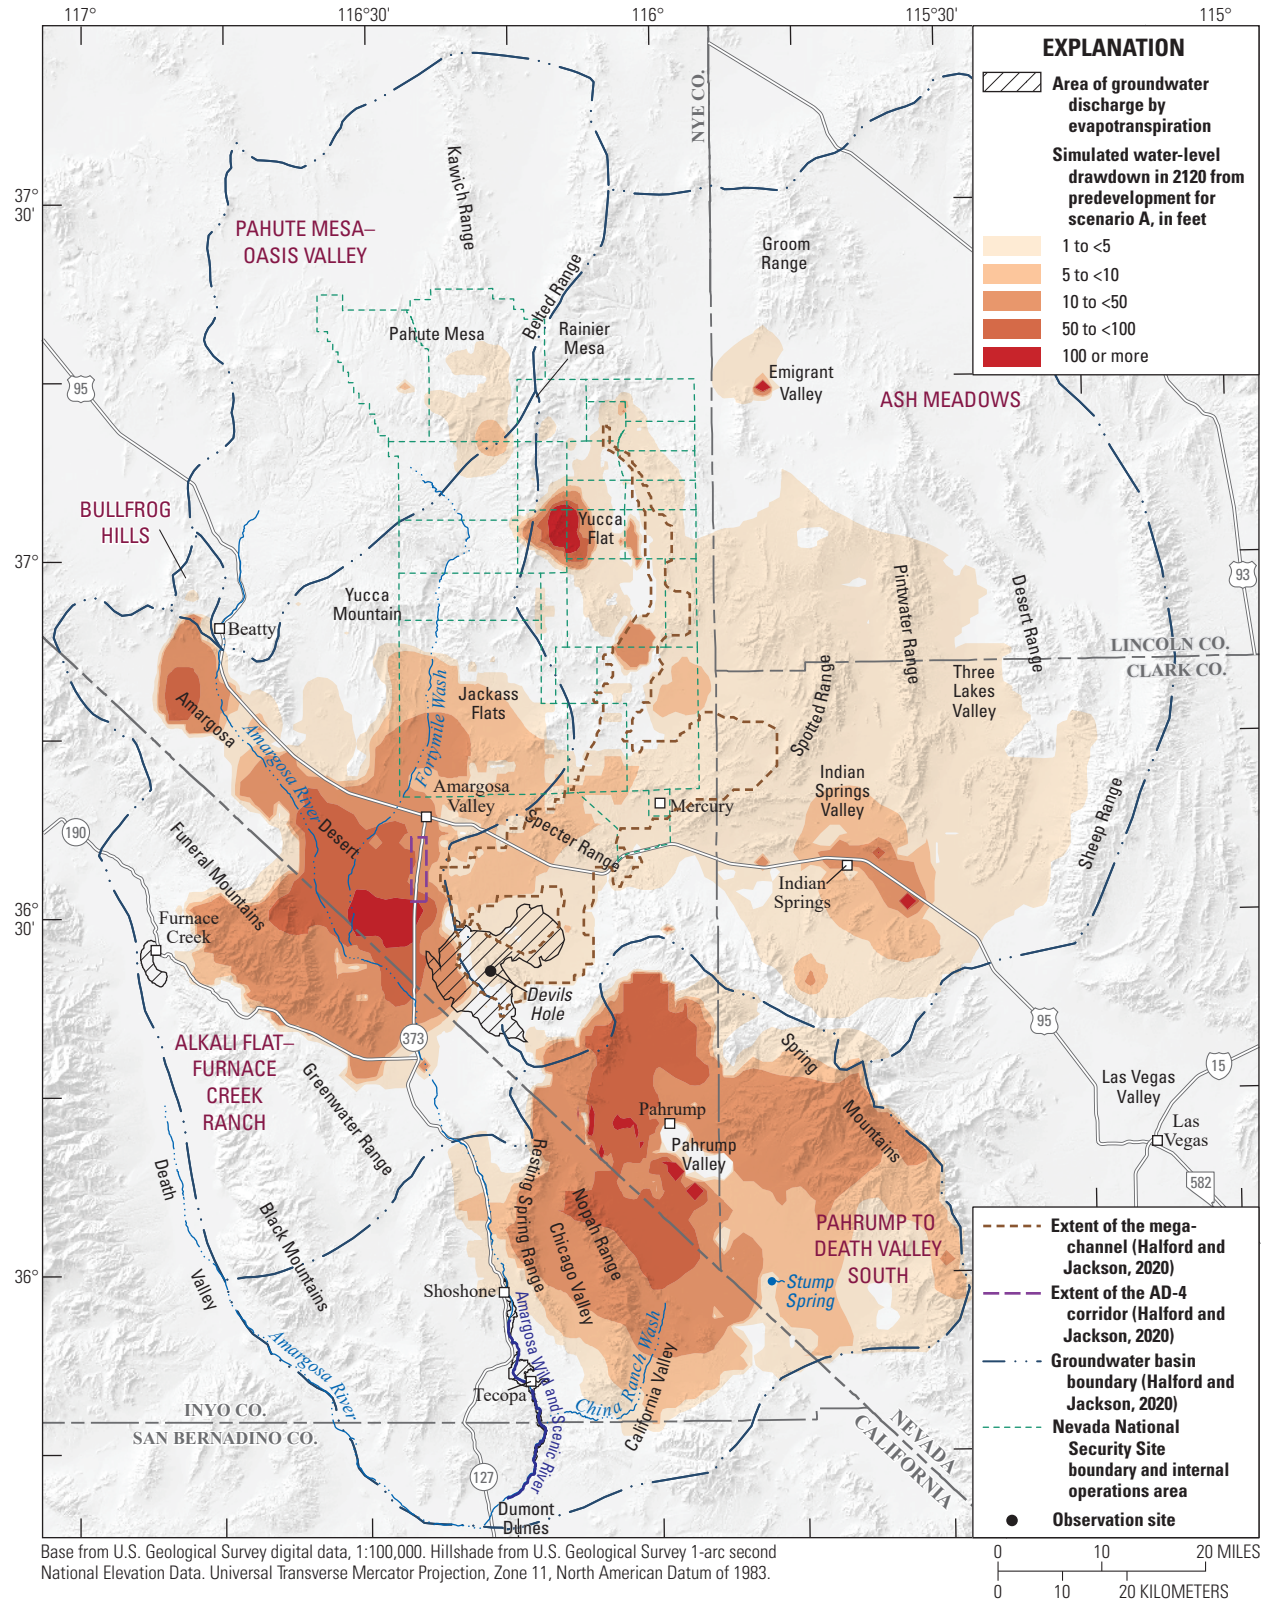 117°
116°30'
116°
115°30'
115°
37°
30'
37°
36°
30'
36°
EXPLANATION
Area of groundwater
discharge by
evapotranspiration
Simulated water-level
drawdown in 2120 from
predevelopment for
scenario A, in feet
1 to <5
5 to <10
10 to <50
50 to <100
100 or more
NYE CO.
Kawich Range
PAHUTE MESA–
OASIS VALLEY
Groom
Range
Belted Range
Pahute Mesa
Rainier
Mesa
Emigrant
Valley
ASH MEADOWS
95
BULLFROG
HILLS
Yucca
Flat
93
Pintwater Range
Desert Range
Yucca
Mountain
Beatty
LINCOLN CO.
CLARK CO.
Three
Lakes
Valley
Spotted Range
Jackass
Flats
Fortymile Wash
Amargosa
Amargosa River
Desert
Amargosa
Valley
Mercury
Indian
Springs
Valley
Sheep Range
190
Funeral Mountains
Specter Range
Indian
Springs
Furnace
Creek
Devils
Hole
95
373
ALKALI FLAT–
FURNACE
CREEK
RANCH
Greenwater Range
Spring
Mountains
15
Las Vegas
Valley
Las
Vegas
Pahrump
Pahrump
Valley
582
Death
Valley
Black Mountains
Resting Spring Range
Nopah Range
Chicago Valley
PAHRUMP TO
DEATH VALLEY
SOUTH
Stump
Spring
Shoshone
Amargosa Wild and Scenic River
Amargosa River
Tecopa
China Ranch Wash
California Valley
INYO CO.
SAN BERNADINO CO.
NEVADA
CALIFORNIA
127
Dumont
Dunes
Extent of the mega-
channel (Halford and
Jackson, 2020)
Extent of the AD-4
corridor (Halford and
Jackson, 2020)
Groundwater basin
boundary (Halford and
Jackson, 2020)
Nevada National
Security Site
boundary and internal
operations area
Observation site
Base from U.S. Geological Survey digital data, 1:100,000. Hillshade from U.S. Geological Survey 1-arc second
National Elevation Data. Universal Transverse Mercator Projection, Zone 11, North American Datum of 1983.
0 10 20 MILES
0 10 20 KILOMETERS